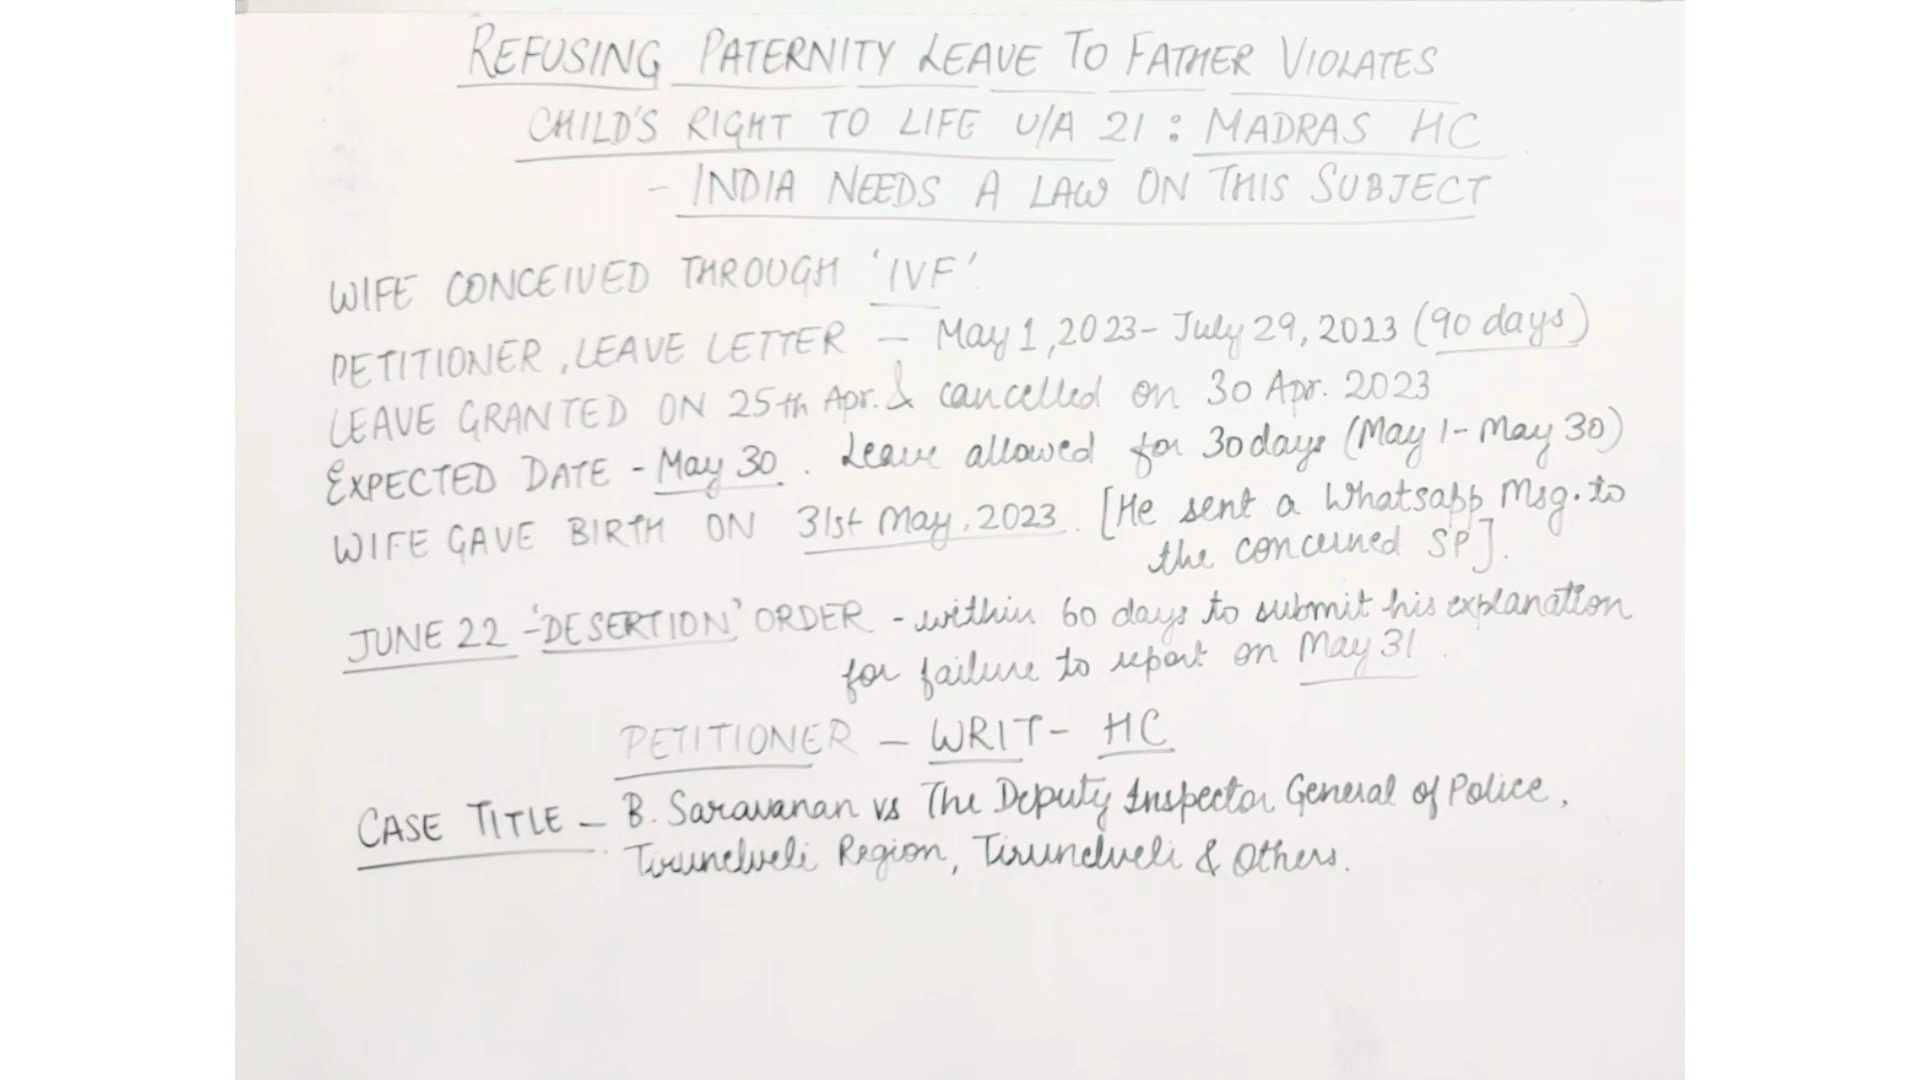 REFUSING PATERNITY LEAVE TO FATHER VIOLATES
CHILD'S RIGHT TO LIFE U/A 21 : MADRAS HC
- INDIA NEEDS A LAW ON THIS SUBJECT
WIFE CONCEIVED THROUGH 'IVF'
PETITIONER, LEAVE LETTER - May 1, 2023 - July 29, 2023 (90 days)
LEAVE GRANTED ON 25th Apr. & cancelled on 30 Apr. 2023
EXPECTED DATE - May 30. Leave allowed for 30 days (May 1 - May 30)
WIFE GAVE BIRTH ON 31st May, 2023. [He sent a Whatsapp Msg. to
the concerned SP].
JUNE 22 - 'DESERTION' ORDER - within 60 days to submit his explanation
for failure to report on May 31.
PETITIONER - WRIT - HC
CASE TITLE - B. Saravanan vs The Deputy Inspector General of Police,
Tirunelveli Region, Tirunelveli & Others.